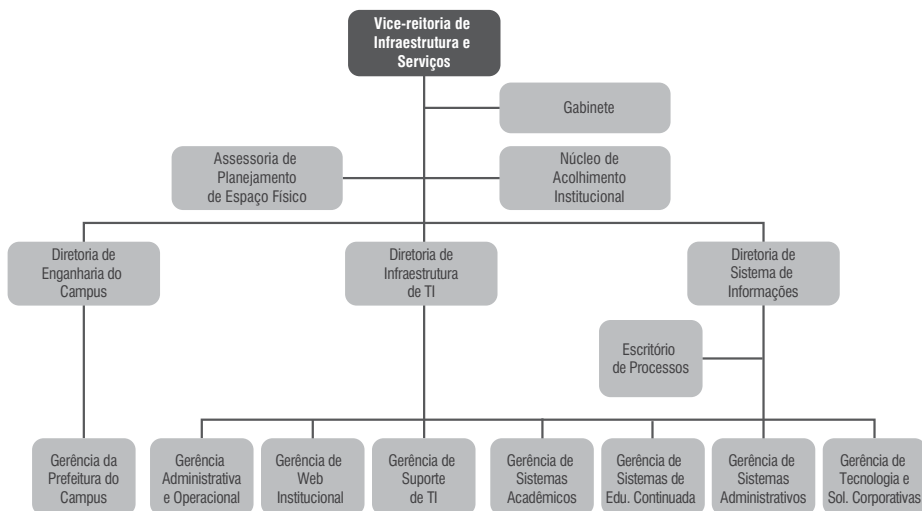 Vice-reitoria de
Infraestrutura e
Serviços
Gabinete
Assessoria de
Planejamento
de Espaço Físico
Núcleo de
Acolhimento
Institucional
Diretoria de
Enganharia do
Campus
Diretoria de
Infraestrutura
de TI
Diretoria de
Sistema de
Informações
Escritório
de Processos
Gerência da
Prefeitura do
Campus
Gerência
Administrativa
e Operacional
Gerência de
Web
Institucional
Gerência de
Suporte
de TI
Gerência de
Sistemas
Acadêmicos
Gerência de
Sistemas de
Edu. Continuada
Gerência de
Sistemas
Administrativos
Gerência de
Tecnologia e
Sol. Corporativas